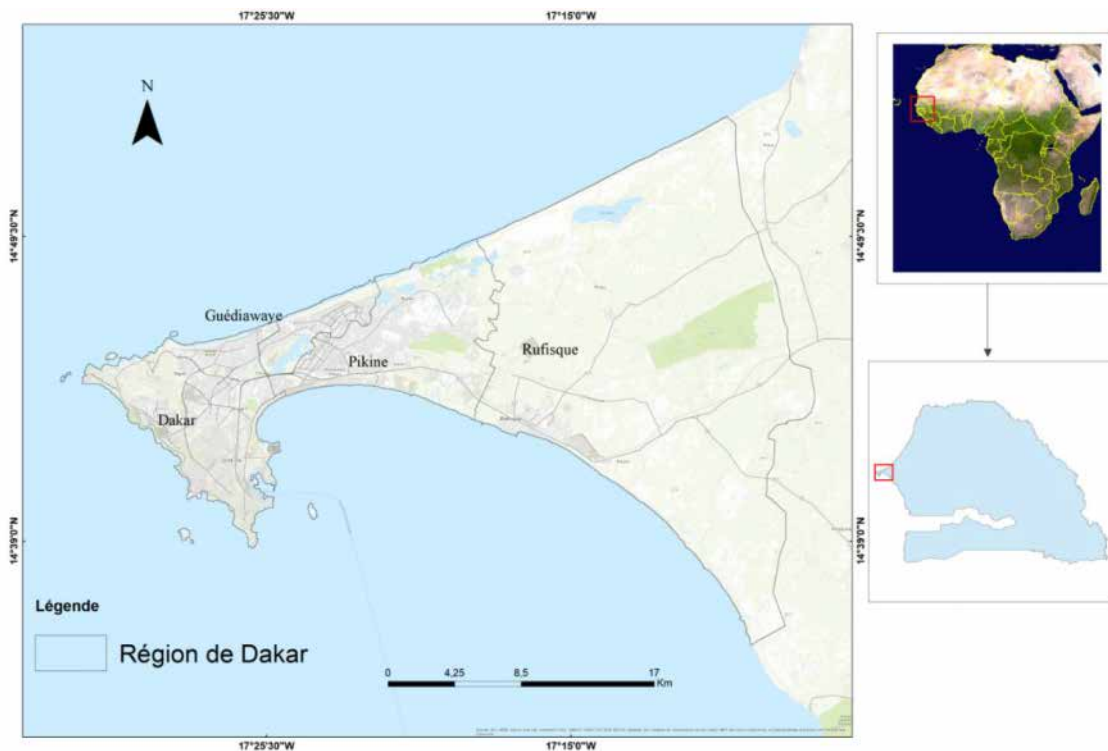 17°25'30"W
17°15'0"W
N
14°49'30"N
14°49'30"N
Guédiawaye
Pikine
Rufisque
Dakar
14°39'0"N
14°39'0"N
Légende
Région de Dakar
0
4,25
8,5
17
Km
17°25'30"W
17°15'0"W